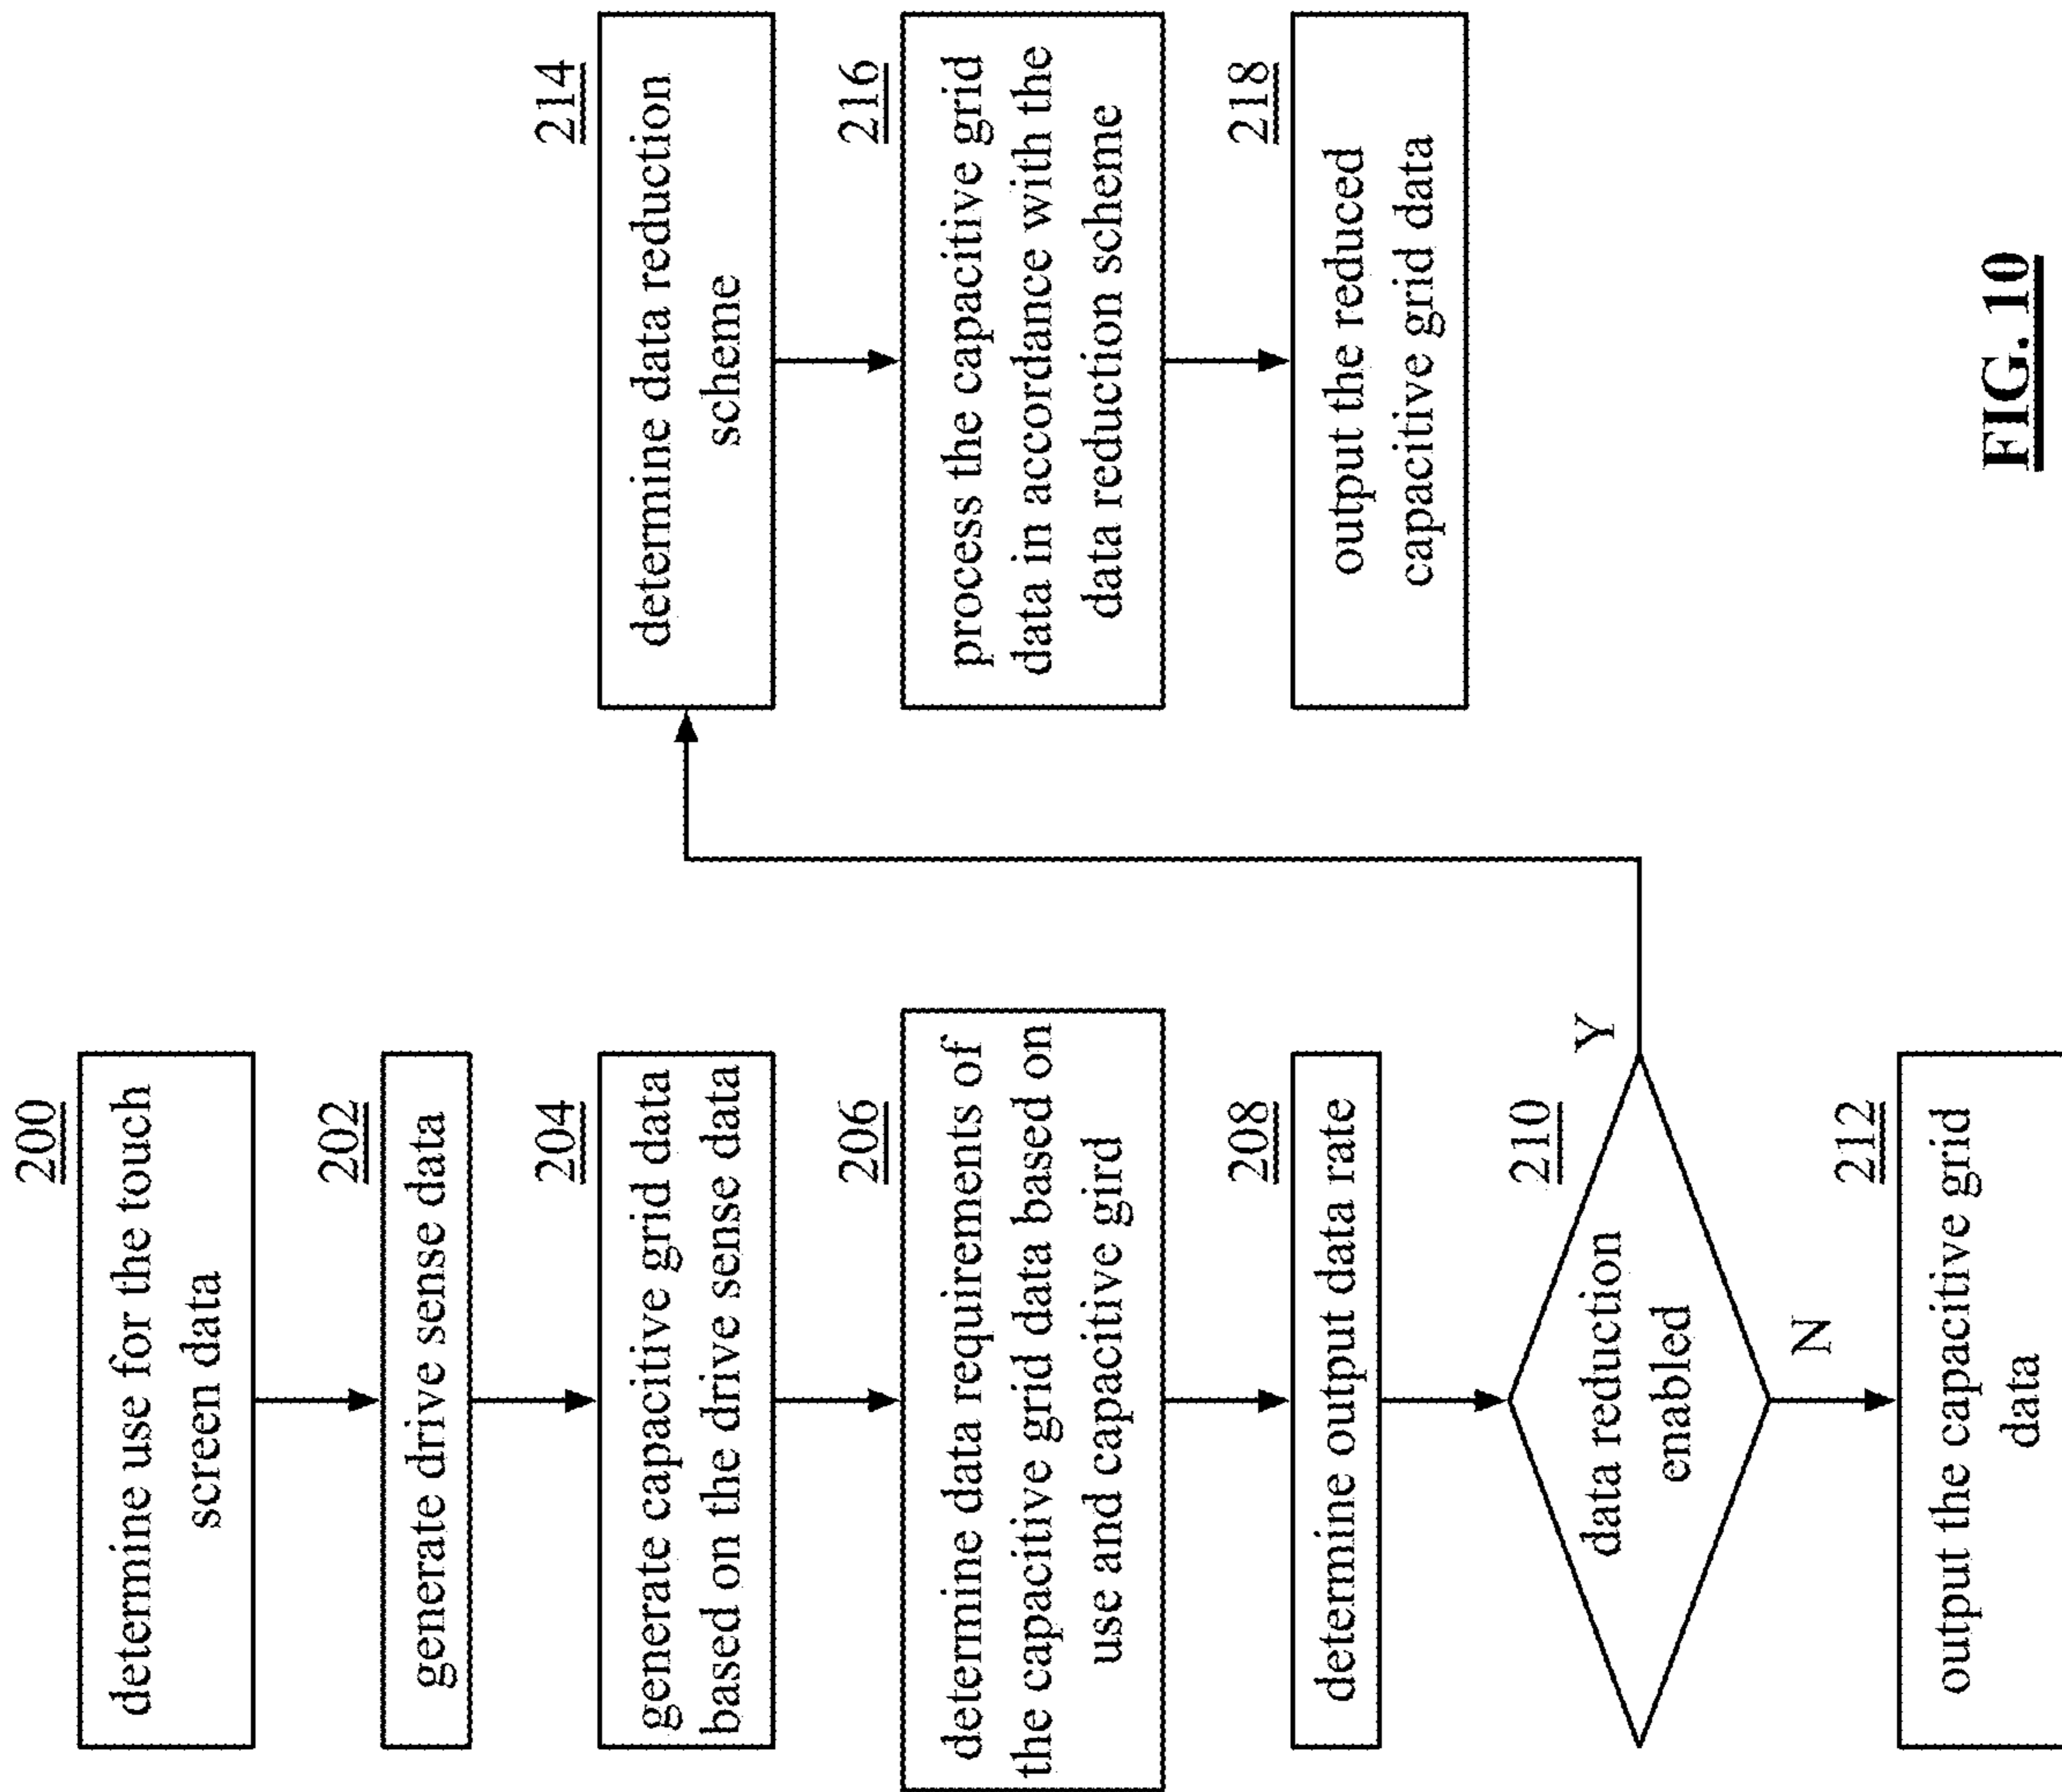 200
determine use for the touch
screen data
202
generate drive sense data
204
generate capacitive grid data
based on the drive sense data
206
determine data requirements of
the capacitive grid data based on
use and capacitive gird
208
determine output data rate
210
data reduction
enabled
Y
N
212
output the capacitive grid
data
214
determine data reduction
scheme
216
process the capacitive grid
data in accordance with the
data reduction scheme
218
output the reduced
capacitive grid data
FIG. 10